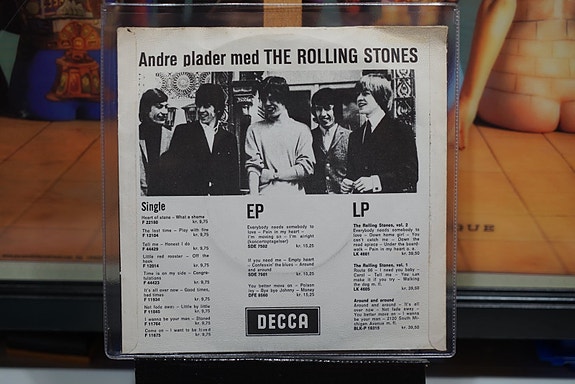 Andre plader med THE ROLLING STONES
Single
Heart of stone – What a shame
F 22180 kr. 9,75
The last time – Play with fire
F 12104 kr. 9,75
Tell me – Honest I do
F 44429 kr. 9,75
Little red rooster – Off the hook
F 12014 kr. 9,75
Time is on my side – Congratulations
F 44423 kr. 9,75
It's all over now – Good times, bad times
F 11934 kr. 9,75
Not fade away – Little by little
F 11845 kr. 9,75
I wanna be your man – Stoned
F 11764 kr. 9,75
Come on – I want to be loved
F 11675 kr. 9,75
EP
Everybody needs somebody to
love – Pain in my heart –
I'm moving on – I'm alright
(koncertoptagelser)
SDE 7502 kr. 15,25
If you need me – Empty heart
– Confessin' the blues – Around
and around
SDE 7501 kr. 15,25
You better move on – Poison
ivy – Bye bye Johnny – Money
DFE 8560 kr. 15,25
DECCA
LP
The Rolling Stones, vol. 2
Everybody needs somebody to
love – Down home girl – You
can't catch me – Down the
road apiece – Under the board-
walk m. fl.
LK 4661 kr. 39,50
The Rolling Stones, vol. 1
Route 66 – I need you baby –
Carol – Tell me – You can
make it if you try – Walking
the dog m. fl.
LK 4605 kr. 39,50
Around and around
Around and around – It's all
over now – Not fade away –
You better move on – I wanna
be your man – 2120 South Mi-
chigan Avenue m. fl.
BLK-P 16315 kr. 39,50
QUE